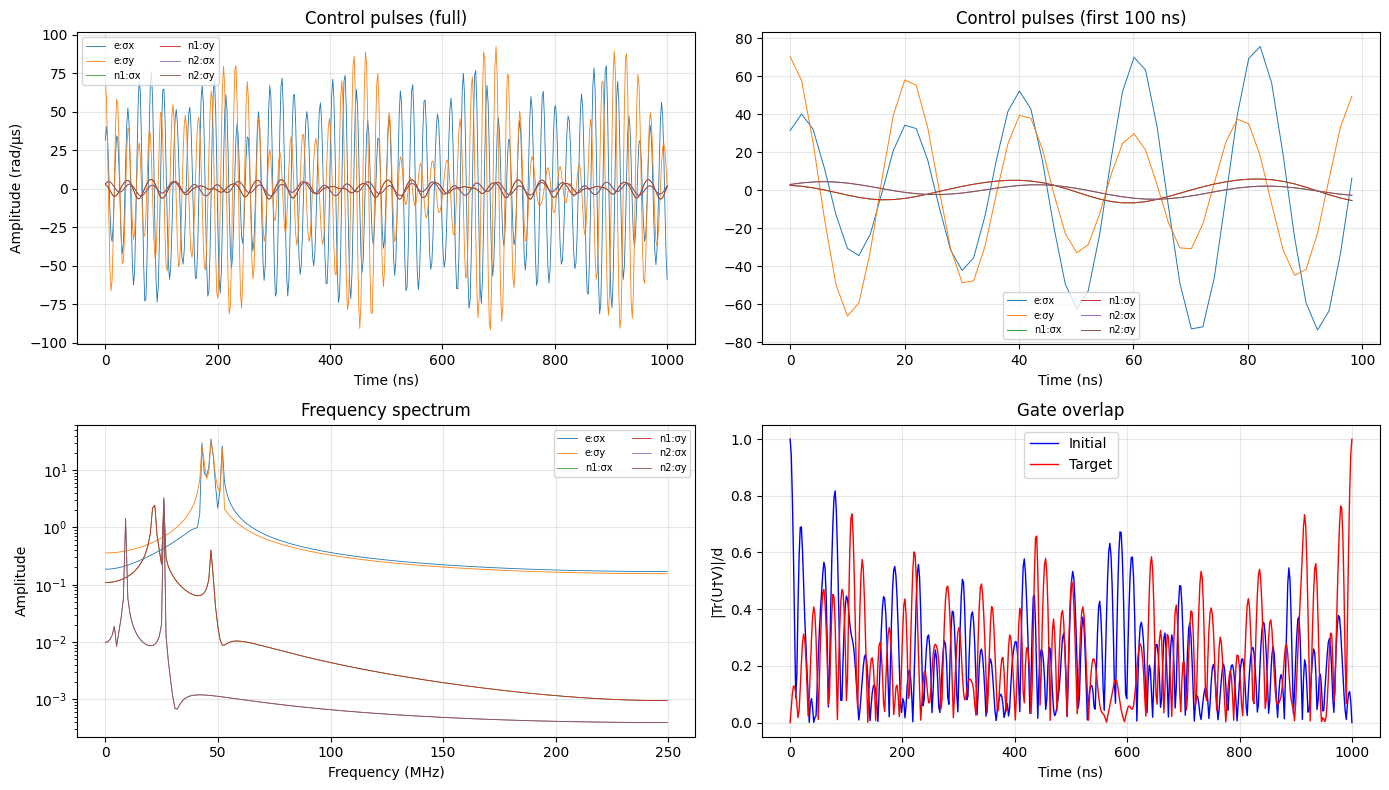 Control pulses (full)
Amplitude (rad/µs)
100
75
50
25
0
−25
−50
−75
−100
e:σx
e:σy
n1:σx
n1:σy
n2:σx
n2:σy
0
200
400
600
800
1000
Time (ns)
Control pulses (first 100 ns)
80
60
40
20
0
−20
−40
−60
−80
e:σx
e:σy
n1:σx
n1:σy
n2:σx
n2:σy
0
20
40
60
80
100
Time (ns)
Frequency spectrum
Amplitude
10¹
10⁰
10⁻¹
10⁻²
10⁻³
e:σx
e:σy
n1:σx
n1:σy
n2:σx
n2:σy
0
50
100
150
200
250
Frequency (MHz)
Gate overlap
|Tr(U†V)|/d
1.0
0.8
0.6
0.4
0.2
0.0
Initial
Target
0
200
400
600
800
1000
Time (ns)